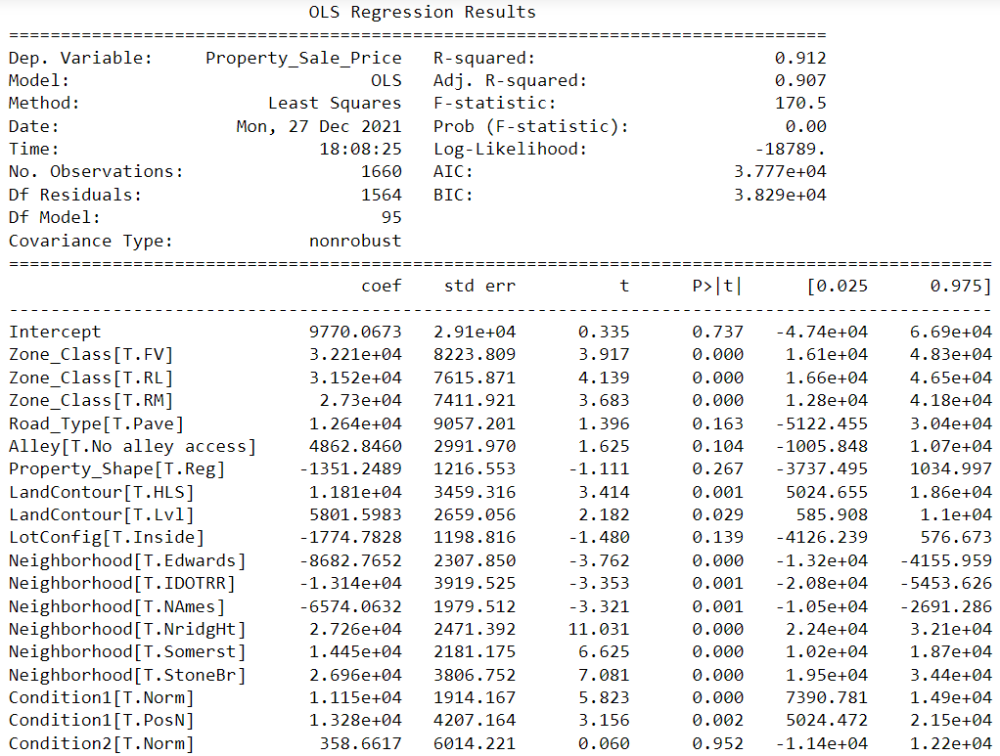 OLS Regression Results
==============================================================================
Dep. Variable: Property_Sale_Price R-squared: 0.912
Model: OLS Adj. R-squared: 0.907
Method: Least Squares F-statistic: 170.5
Date: Mon, 27 Dec 2021 Prob (F-statistic): 0.00
Time: 18:08:25 Log-Likelihood: -18789.
No. Observations: 1660 AIC: 3.777e+04
Df Residuals: 1564 BIC: 3.829e+04
Df Model: 95
Covariance Type: nonrobust
==============================================================================================
coef std err t P>|t| [0.025 0.975]
----------------------------------------------------------------------------------------------
Intercept 9770.0673 2.91e+04 0.335 0.737 -4.74e+04 6.69e+04
Zone_Class[T.FV] 3.221e+04 8223.809 3.917 0.000 1.61e+04 4.83e+04
Zone_Class[T.RL] 3.152e+04 7615.871 4.139 0.000 1.66e+04 4.65e+04
Zone_Class[T.RM] 2.73e+04 7411.921 3.683 0.000 1.28e+04 4.18e+04
Road_Type[T.Pave] 1.264e+04 9057.201 1.396 0.163 -5122.455 3.04e+04
Alley[T.No alley access] 4862.8460 2991.970 1.625 0.104 -1005.848 1.07e+04
Property_Shape[T.Reg] -1351.2489 1216.553 -1.111 0.267 -3737.495 1034.997
LandContour[T.HLS] 1.181e+04 3459.316 3.414 0.001 5024.655 1.86e+04
LandContour[T.Lvl] 5801.5983 2659.056 2.182 0.029 585.908 1.1e+04
LotConfig[T.Inside] -1774.7828 1198.816 -1.480 0.139 -4126.239 576.673
Neighborhood[T.Edwards] -8682.7652 2307.850 -3.762 0.000 -1.32e+04 -4155.959
Neighborhood[T.IDOTRR] -1.314e+04 3919.525 -3.353 0.001 -2.08e+04 -5453.626
Neighborhood[T.NAmes] -6574.0632 1979.512 -3.321 0.001 -1.05e+04 -2691.286
Neighborhood[T.NridgHt] 2.726e+04 2471.392 11.031 0.000 2.24e+04 3.21e+04
Neighborhood[T.Somerst] 1.445e+04 2181.175 6.625 0.000 1.02e+04 1.87e+04
Neighborhood[T.StoneBr] 2.696e+04 3806.752 7.081 0.000 1.95e+04 3.44e+04
Condition1[T.Norm] 1.115e+04 1914.167 5.823 0.000 7390.781 1.49e+04
Condition1[T.PosN] 1.328e+04 4207.164 3.156 0.002 5024.472 2.15e+04
Condition2[T.Norm] 358.6617 6014.221 0.060 0.952 -1.14e+04 1.22e+04